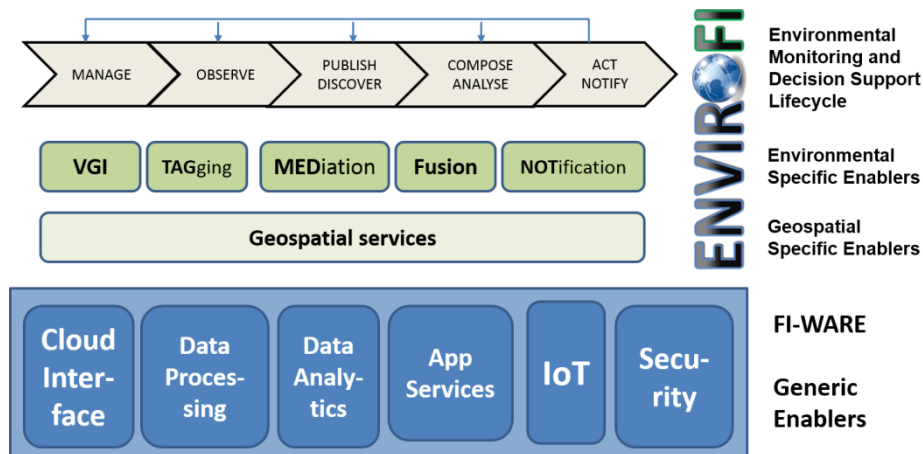 MANAGE
OBSERVE
PUBLISH
DISCOVER
COMPOSE
ANALYSE
ACT
NOTIFY
ENVIROFI
Environmental
Monitoring and
Decision Support
Lifecycle
VGI
TAGging
MEDiation
Fusion
NOTification
Environmental
Specific Enablers
Geospatial services
Geospatial
Specific Enablers
Cloud
Inter-
face
Data
Proces-
sing
Data
Analy-
tics
App
Services
IoT
Secu-
rity
FI-WARE
Generic
Enablers